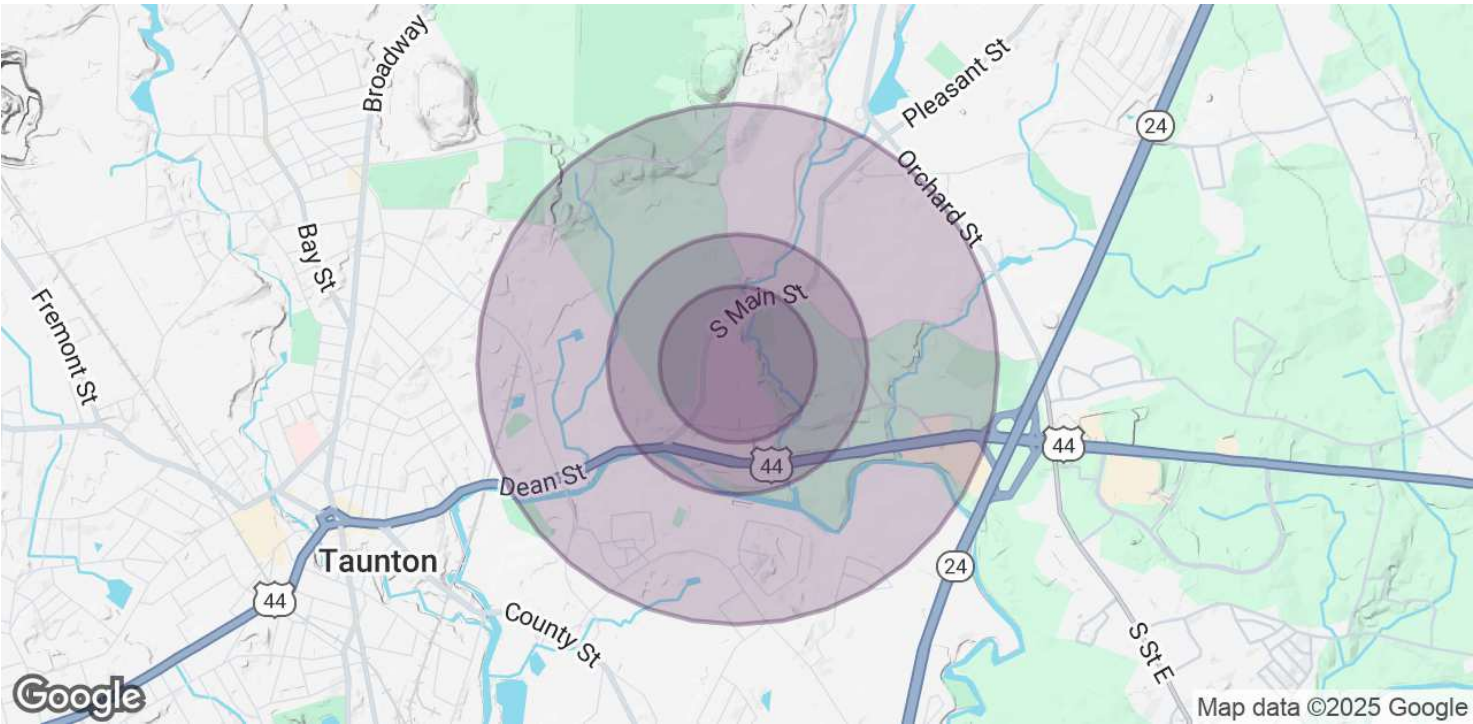 Broadway
Pleasant St
24
Orchard St
Bay St
Fremont St
S Main St
44
44
Dean St
Taunton
24
44
County St
S St E
Google
Map data ©2025 Google